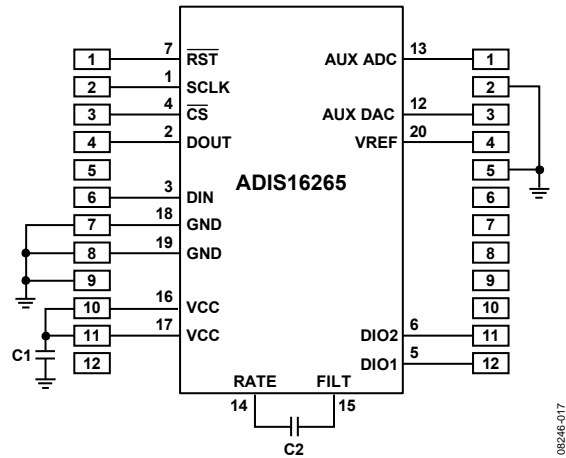 1 7 RST AUX ADC 13 1
2 1 SCLK 2
3 4 CS AUX DAC 12 3
4 2 DOUT VREF 20 4
5 ADIS16265 5
6 3 DIN 6
7 18 GND 7
8 19 GND 8
9 9
10 16 VCC 10
11 17 VCC DIO2 6 11
C1 12 DIO1 5 12
RATE FILT
14 15
C2
08246-017